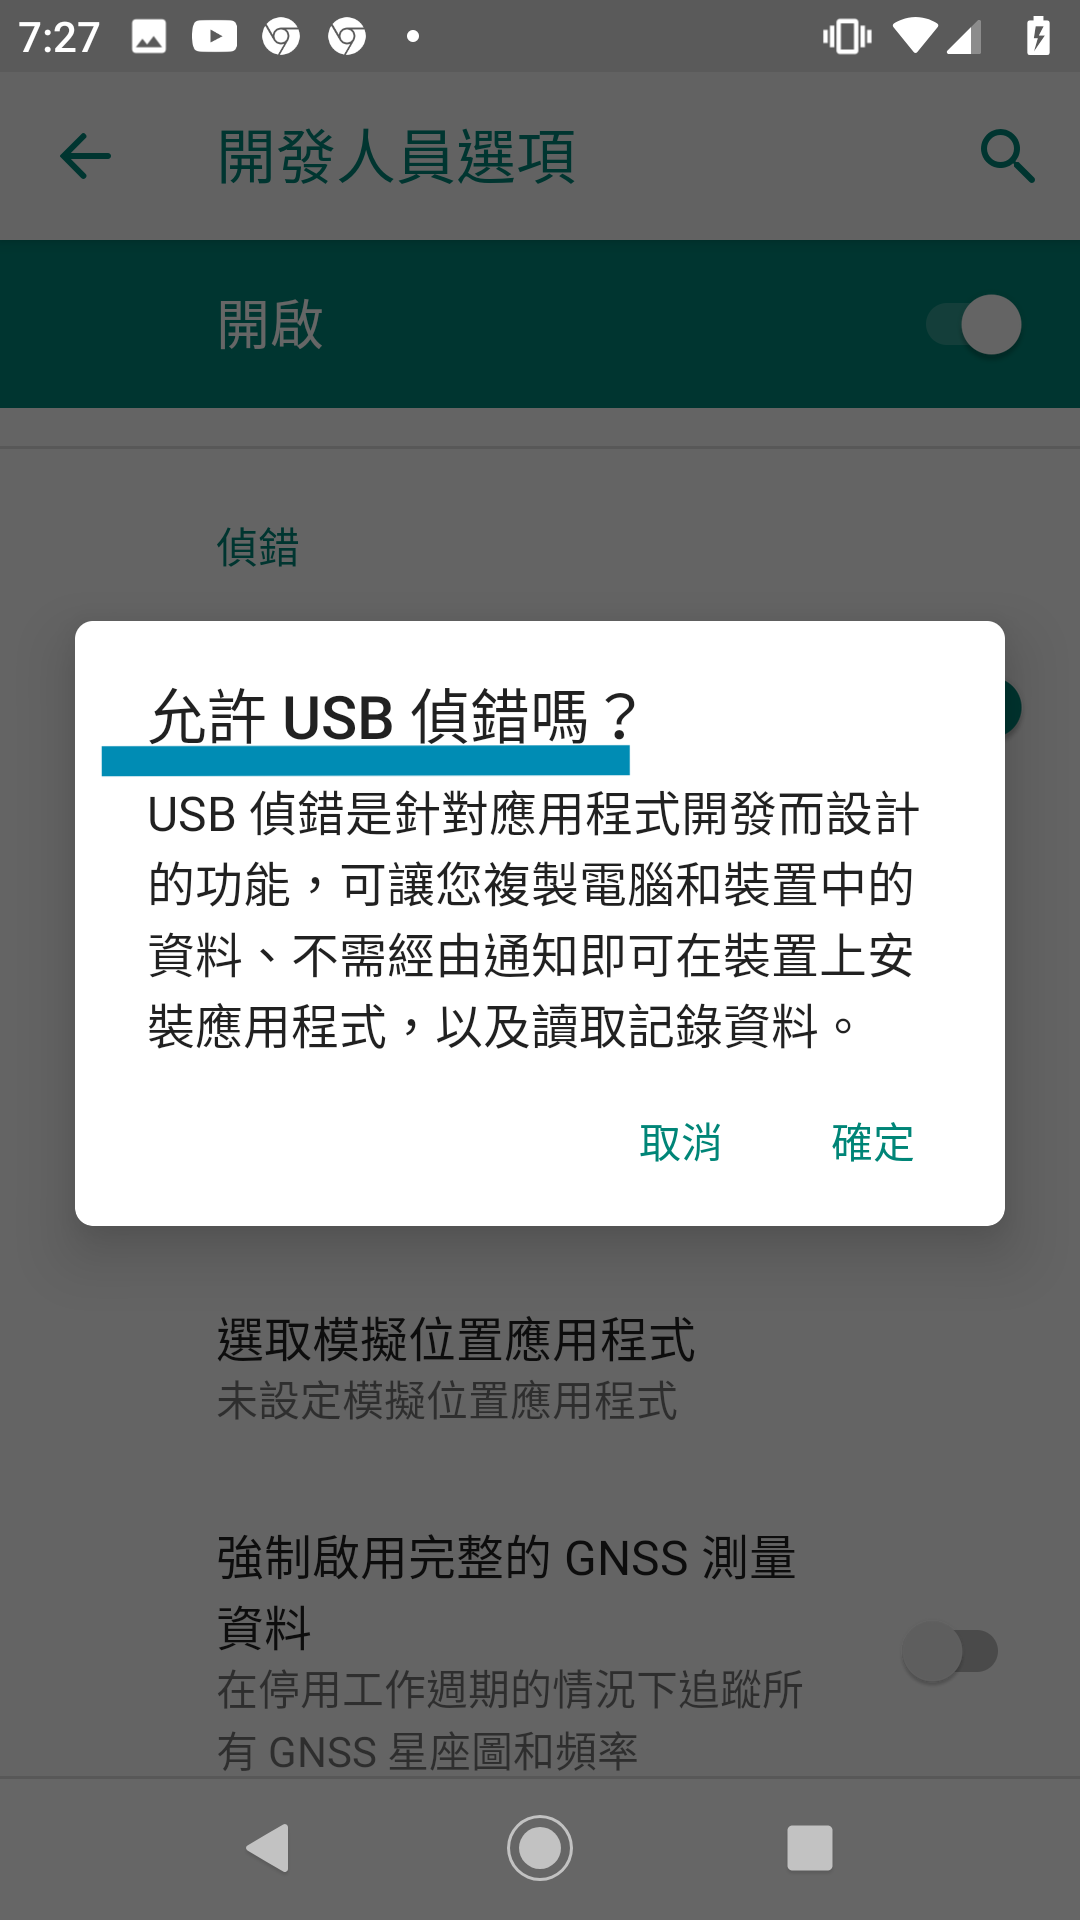 7:27
開發人員選項
開啟
偵錯
允許 USB 偵錯嗎？
USB 偵錯是針對應用程式開發而設計
的功能，可讓您複製電腦和裝置中的
資料、不需經由通知即可在裝置上安
裝應用程式，以及讀取記錄資料。
取消 確定
選取模擬位置應用程式
未設定模擬位置應用程式
強制啟用完整的 GNSS 測量
資料
在停用工作週期的情況下追蹤所
有 GNSS 星座圖和頻率